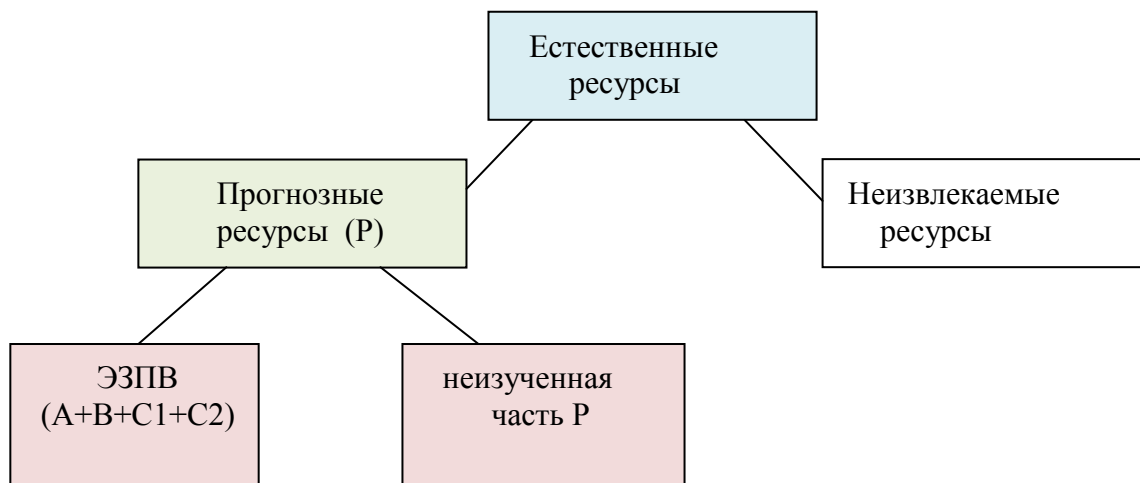 Естественные
ресурсы
Прогнозные
ресурсы (Р)
Неизвлекаемые
ресурсы
ЭЗПВ
(А+В+С1+С2)
неизученная
часть Р